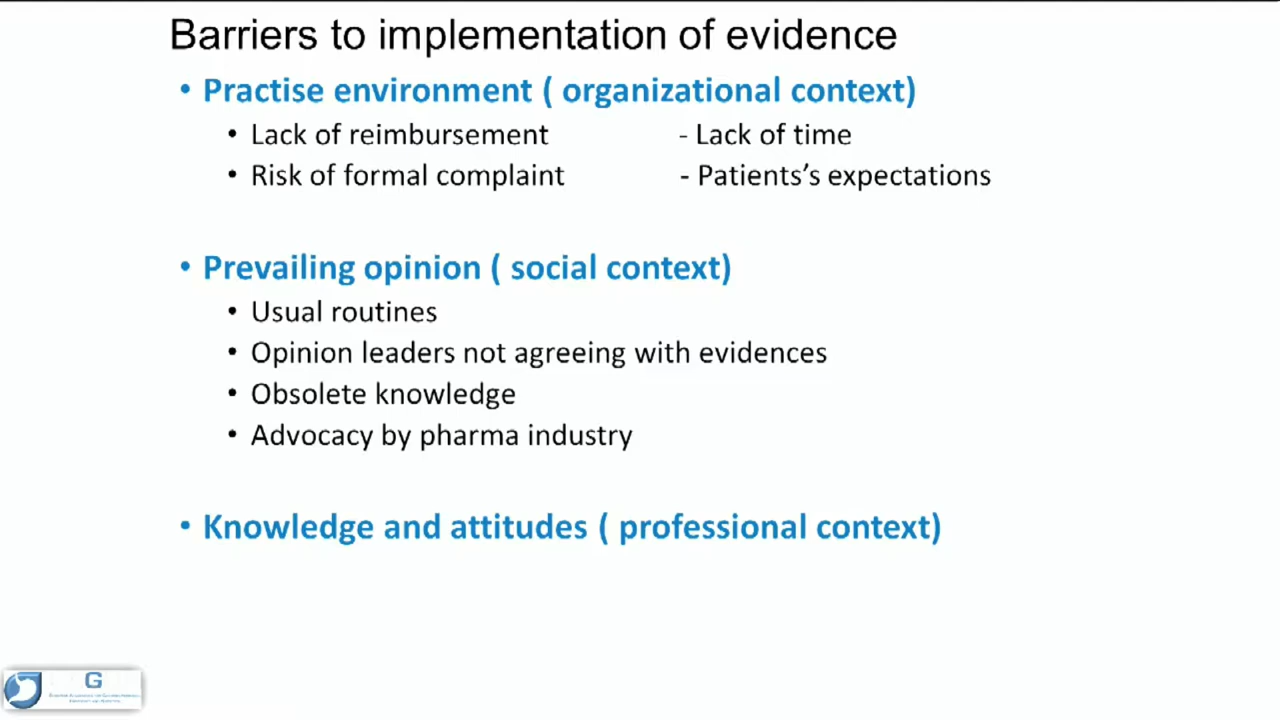 Barriers to implementation of evidence
• Practise environment ( organizational context)
• Lack of reimbursement - Lack of time
• Risk of formal complaint - Patients's expectations
• Prevailing opinion ( social context)
• Usual routines
• Opinion leaders not agreeing with evidences
• Obsolete knowledge
• Advocacy by pharma industry
• Knowledge and attitudes ( professional context)
G